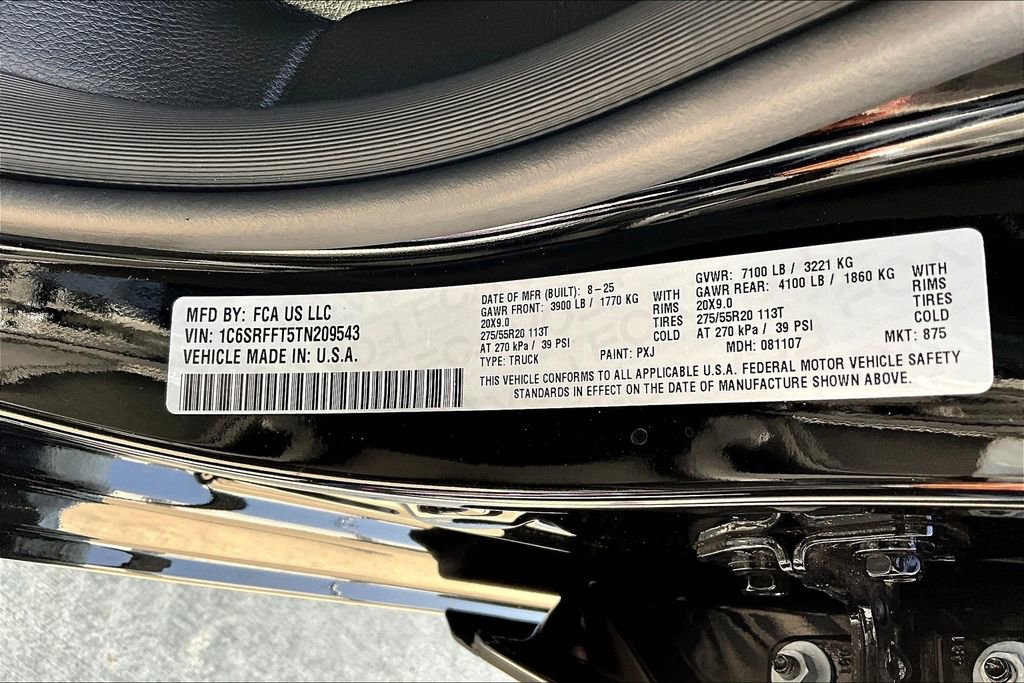 MFD BY: FCA US LLC
VIN: 1C6SRFFT5TN209543
VEHICLE MADE IN: U.S.A.
DATE OF MFR (BUILT): 8-25
GAWR FRONT: 3900 LB / 1770 KG WITH
20X9.0 RIMS
275/55R20 113T TIRES
AT 270 kPa / 39 PSI COLD
TYPE: TRUCK PAINT: PXJ
GVWR: 7100 LB / 3221 KG
GAWR REAR: 4100 LB / 1860 KG WITH
20X9.0 RIMS
275/55R20 113T TIRES
AT 270 kPa / 39 PSI COLD
MDH: 081107 MKT: 875
THIS VEHICLE CONFORMS TO ALL APPLICABLE U.S.A. FEDERAL MOTOR VEHICLE SAFETY
STANDARDS IN EFFECT ON THE DATE OF MANUFACTURE SHOWN ABOVE.